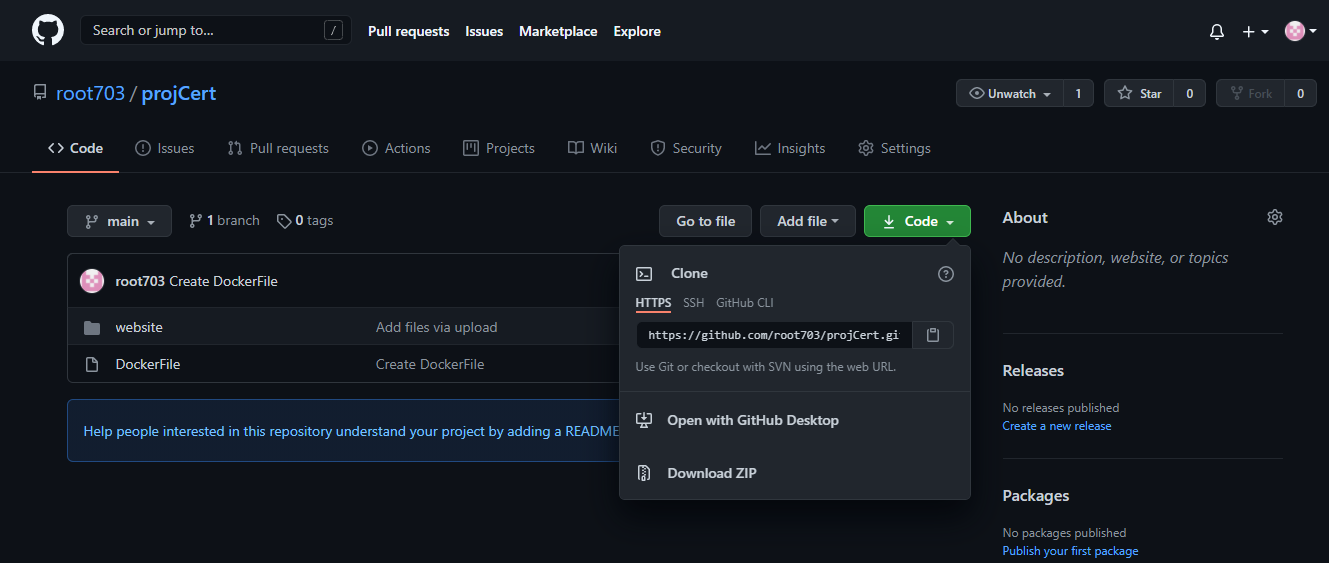 Search or jump to... / Pull requests Issues Marketplace Explore
root703 / projCert Unwatch 1 Star 0 Fork 0
Code Issues Pull requests Actions Projects Wiki Security Insights Settings
main 1 branch 0 tags Go to file Add file Code
About
No description, website, or topics
provided.
root703 Create DockerFile
website Add files via upload
DockerFile Create DockerFile
Help people interested in this repository understand your project by adding a README
Clone
HTTPS SSH GitHub CLI
https://github.com/root703/projCert.gi
Use Git or checkout with SVN using the web URL.
Open with GitHub Desktop
Download ZIP
Releases
No releases published
Create a new release
Packages
No packages published
Publish your first package